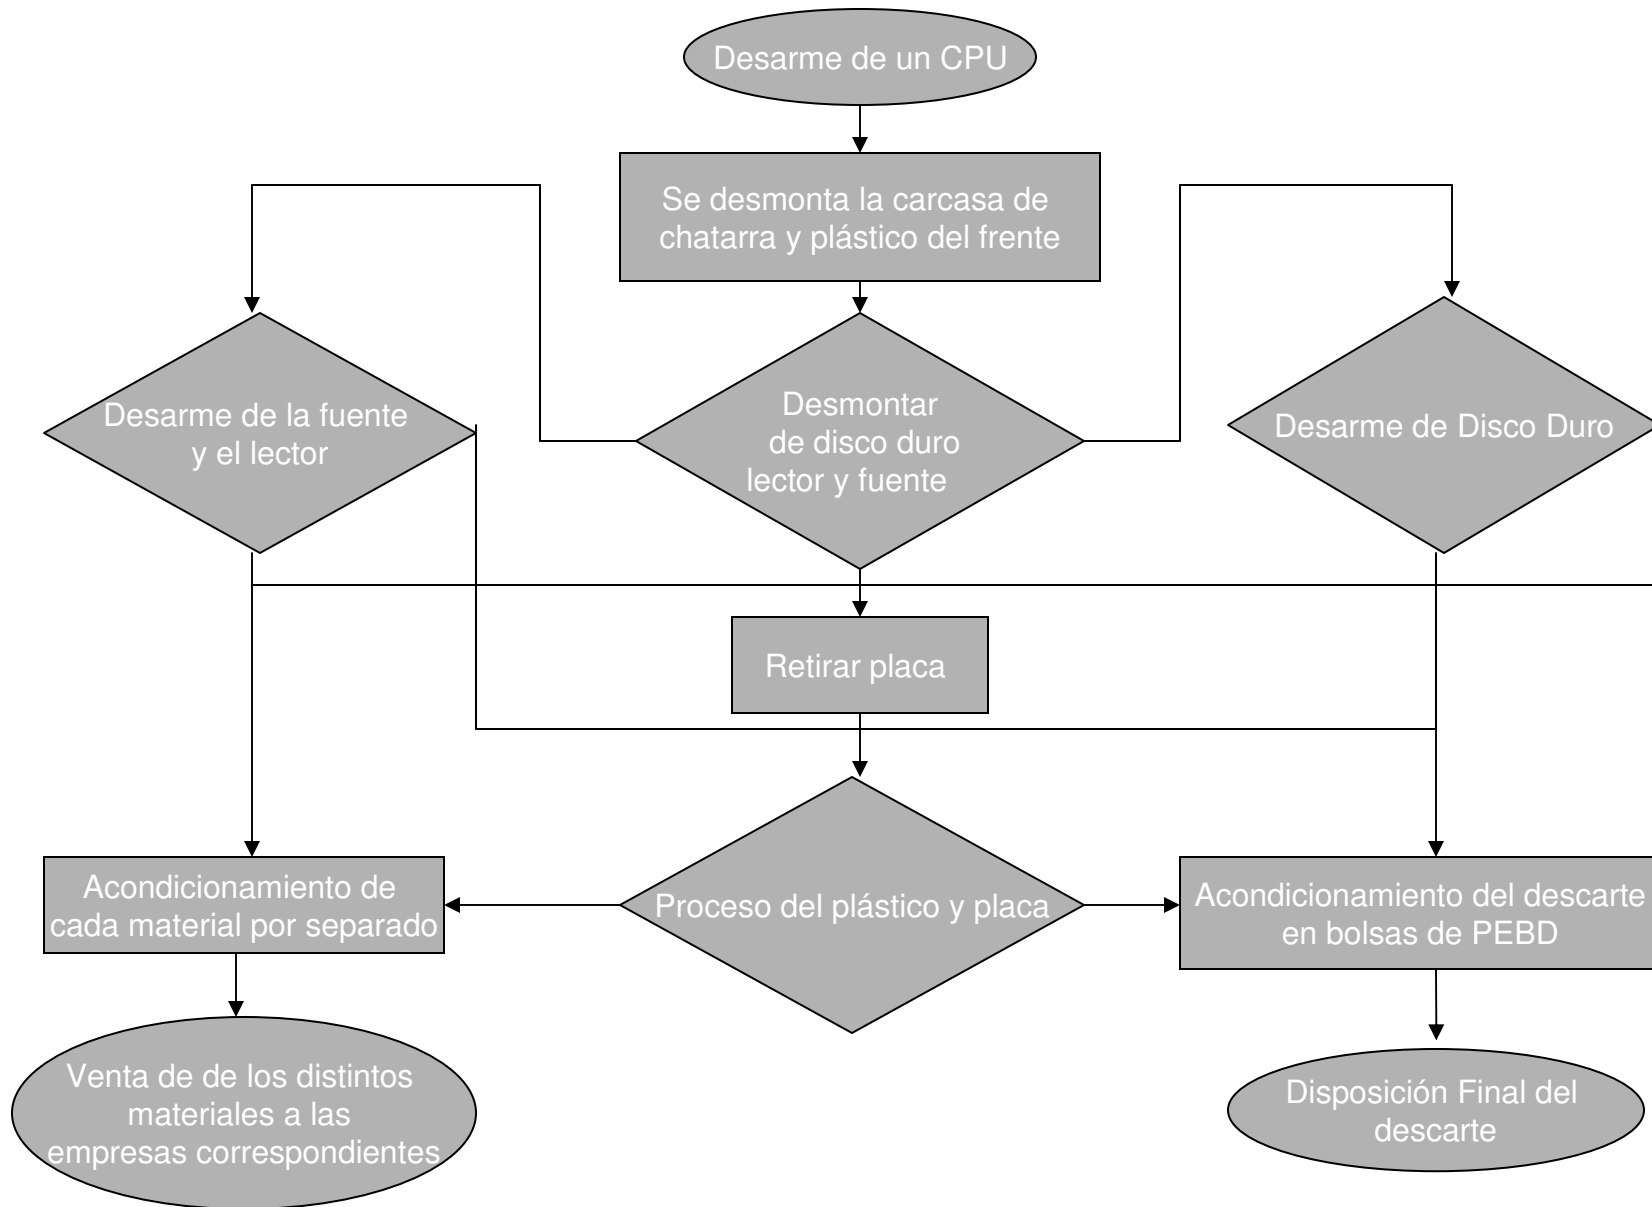 Desarme de un CPU
Se desmonta la carcasa de
chatarra y plástico del frente
Desarme de la fuente
y el lector
Desmontar
de disco duro
lector y fuente
Desarme de Disco Duro
Retirar placa
Acondicionamiento de
cada material por separado
Proceso del plástico y placa
Acondicionamiento del descarte
en bolsas de PEBD
Venta de de los distintos
materiales a las
empresas correspondientes
Disposición Final del
descarte